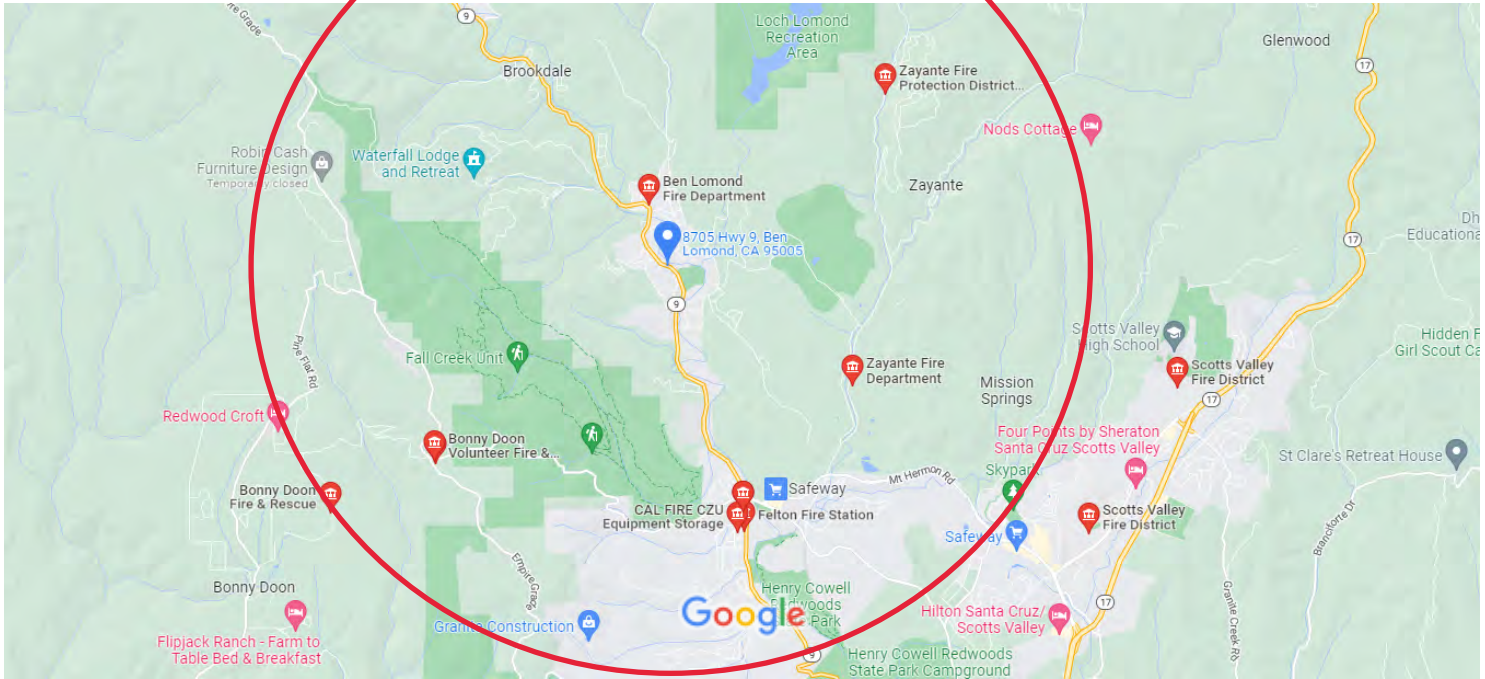 re Grade
9
Loch Lomond
Recreation
Area
Glenwood
17
Brookdale
Zayante Fire
Protection District...
Nods Cottage
Robin Cash
Furniture Design
Temporarily closed
Waterfall Lodge
and Retreat
Ben Lomond
Fire Department
Zayante
8705 Hwy 9, Ben
Lomond, CA 95005
17
Dh
Educationa
9
Scotts Valley
High School
Hidden F
Girl Scout Ca
Fall Creek Unit
Pine Flat Rd
Zayante Fire
Department
Scotts Valley
Fire District
Mission
Springs
17
Redwood Croft
Bonny Doon
Volunteer Fire &...
Four Points by Sheraton
Santa Cruz Scotts Valley
St Clare's Retreat House
Skypark
Mt Hermon Rd
Bonny Doon
Fire & Rescue
Safeway
CAL FIRE CZU
Equipment Storage
Felton Fire Station
Scotts Valley
Fire District
Safeway
Branciforte Dr
Bonny Doon
Empire Grade
Henry Cowell
Redwoods
Park
Google
Granite Construction
Hilton Santa Cruz/
Scotts Valley
17
Granite Creek Rd
Flipjack Ranch - Farm to
Table Bed & Breakfast
9
Henry Cowell Redwoods
State Park Campground